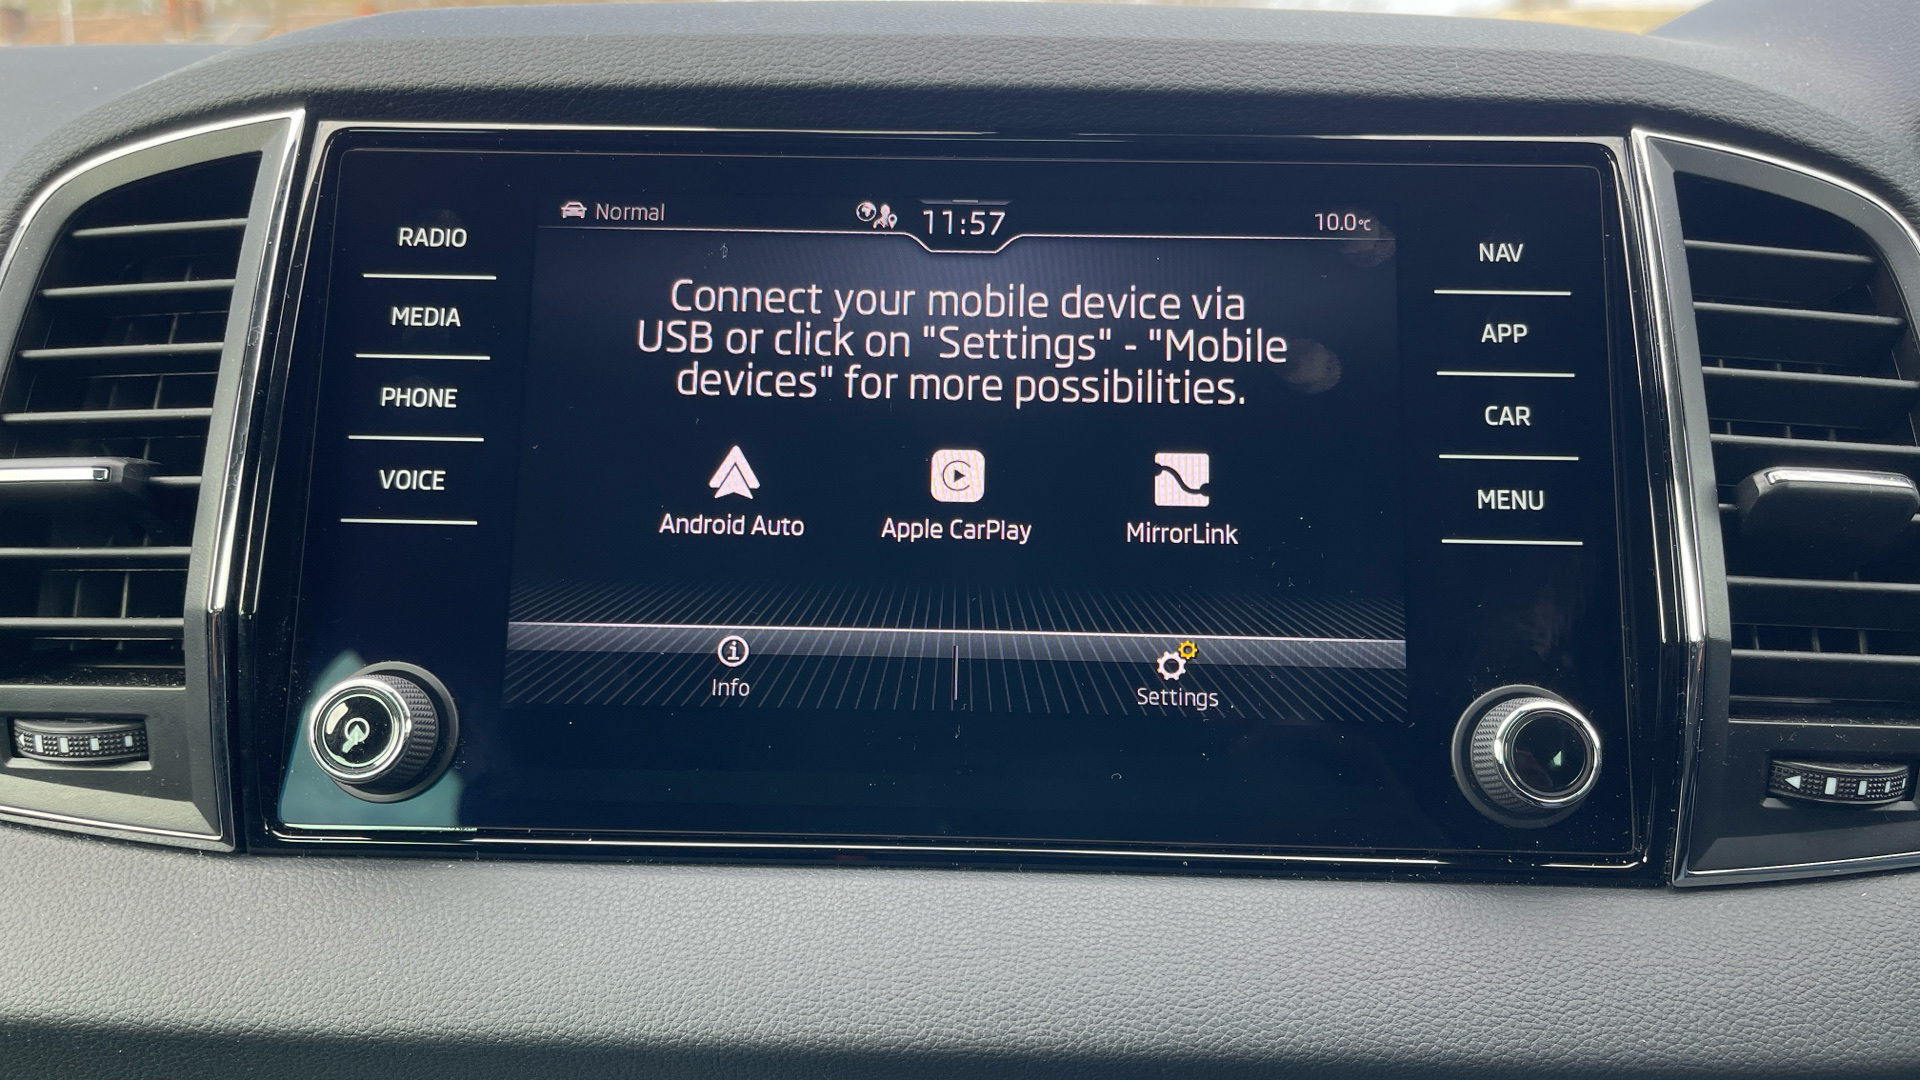 Normal
11:57
10.0°C
RADIO
MEDIA
PHONE
VOICE
Connect your mobile device via
USB or click on "Settings" - "Mobile
devices" for more possibilities.
Android Auto
Apple CarPlay
MirrorLink
Info
Settings
NAV
APP
CAR
MENU